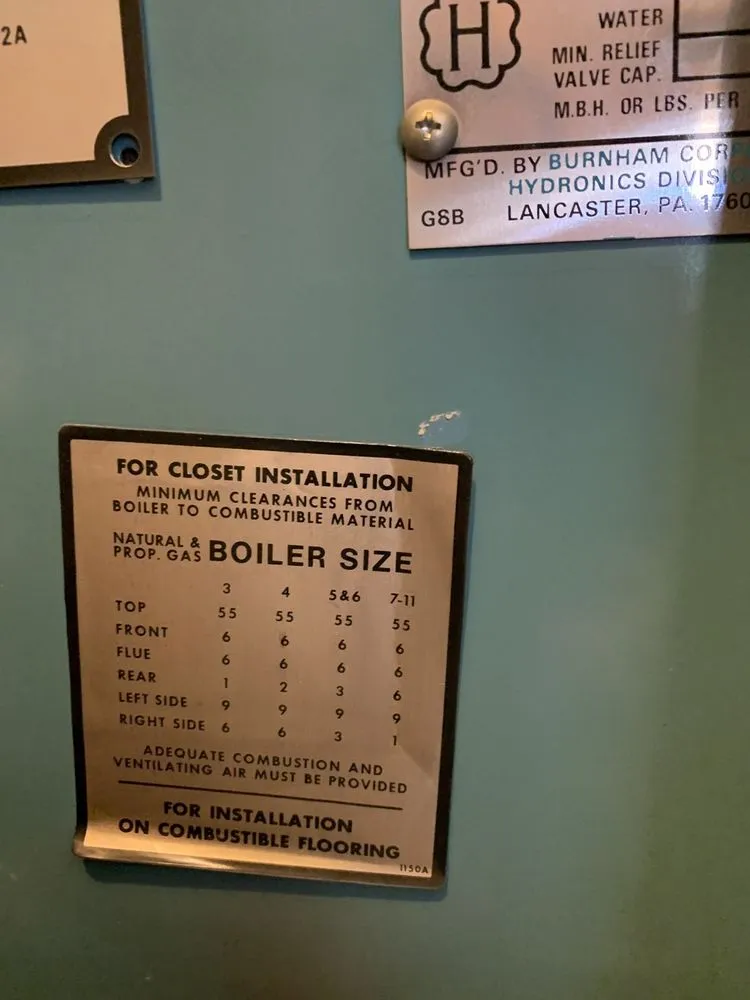 2A
H
WATER
MIN. RELIEF
VALVE CAP.
M.B.H. OR LBS. PER
MFG'D. BY BURNHAM CORP
HYDRONICS DIVISIO
G8B LANCASTER, PA. 1760
FOR CLOSET INSTALLATION
MINIMUM CLEARANCES FROM
BOILER TO COMBUSTIBLE MATERIAL
NATURAL &
PROP. GAS BOILER SIZE
3 4 5&6 7-11
TOP 55 55 55 55
FRONT 6 6 6 6
FLUE 6 6 6 6
REAR 1 2 3 6
LEFT SIDE 9 9 9 9
RIGHT SIDE 6 6 3 1
ADEQUATE COMBUSTION AND
VENTILATING AIR MUST BE PROVIDED
FOR INSTALLATION
ON COMBUSTIBLE FLOORING
1150A